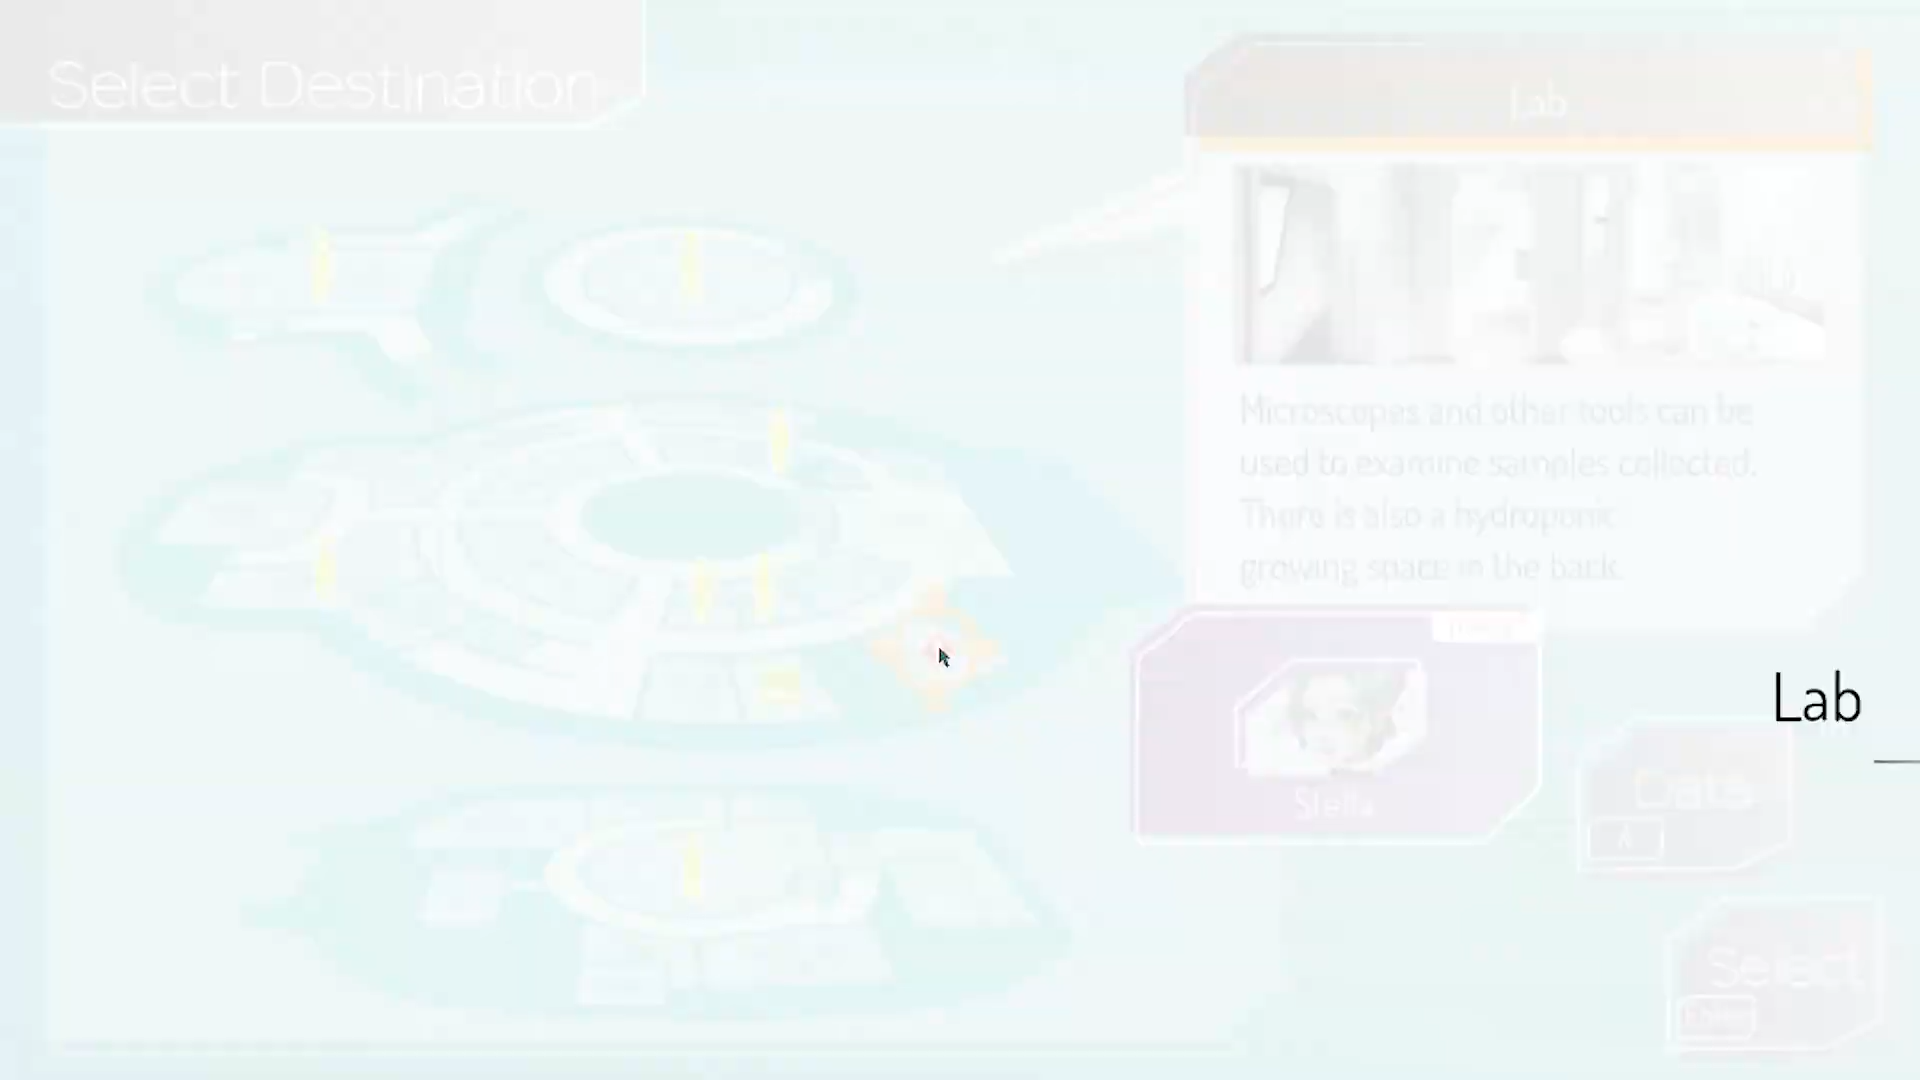 Select Destination
Lab
Microscopes and other tools can be
used to examine samples collected.
There is also a hydroponic
growing space in the back.
Lab
Stella
Data
A
Select